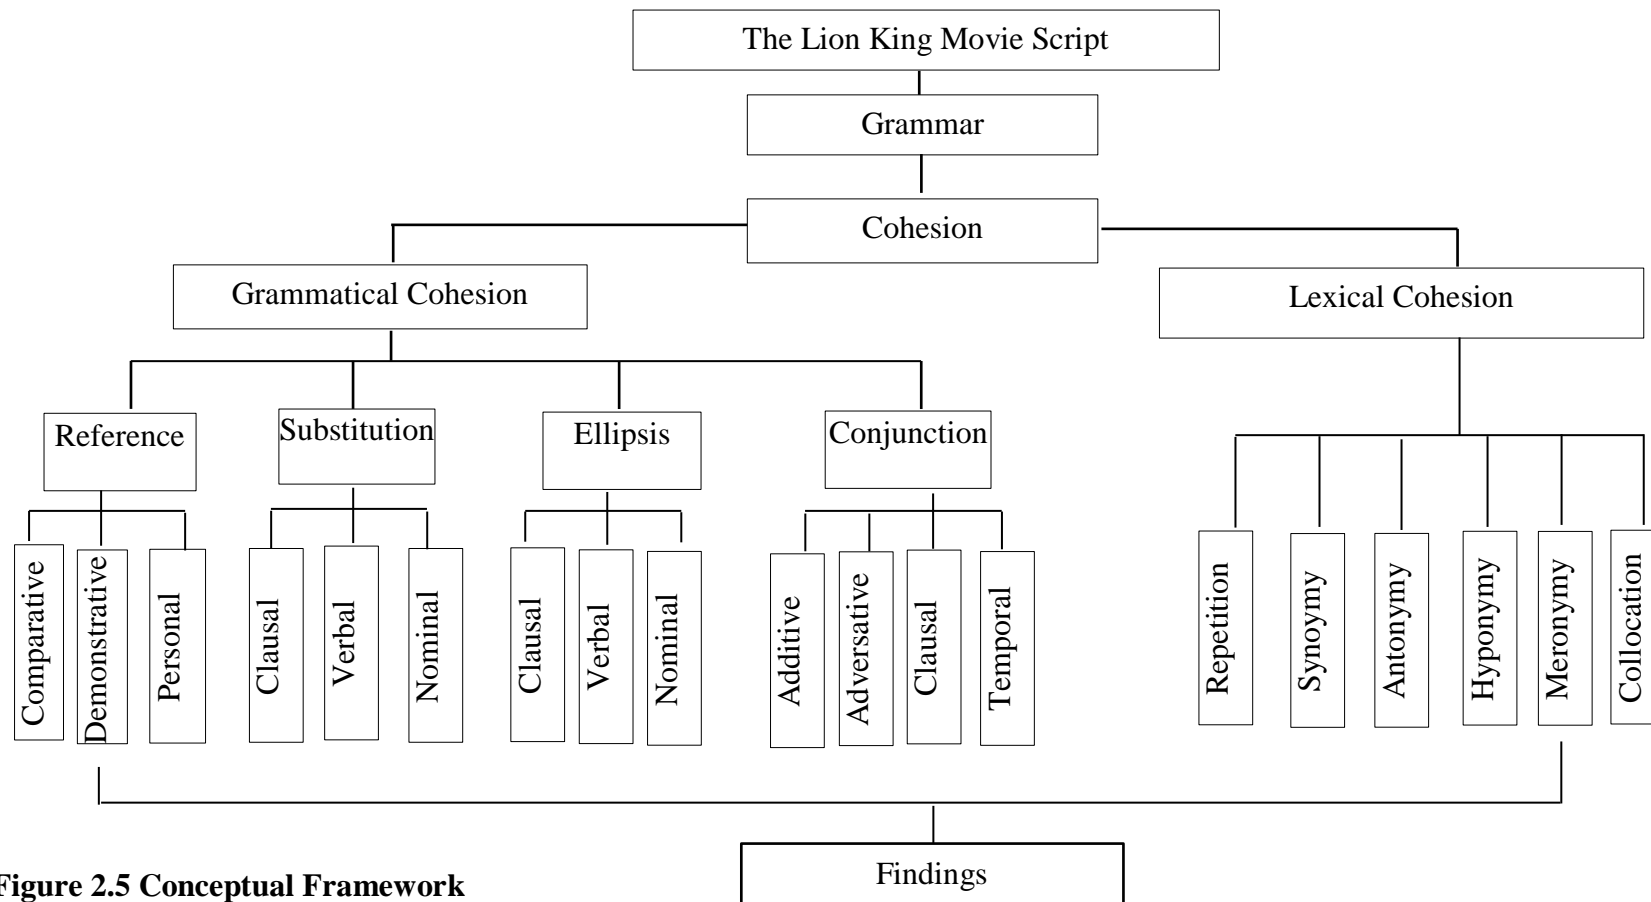 The Lion King Movie Script
Grammar
Cohesion
Grammatical Cohesion
Lexical Cohesion
Reference
Substitution
Ellipsis
Conjunction
Comparative
Demonstrative
Personal
Clausal
Verbal
Nominal
Clausal
Verbal
Nominal
Additive
Adversative
Clausal
Temporal
Repetition
Synoymy
Antonymy
Hyponymy
Meronymy
Collocation
Findings
Figure 2.5 Conceptual Framework